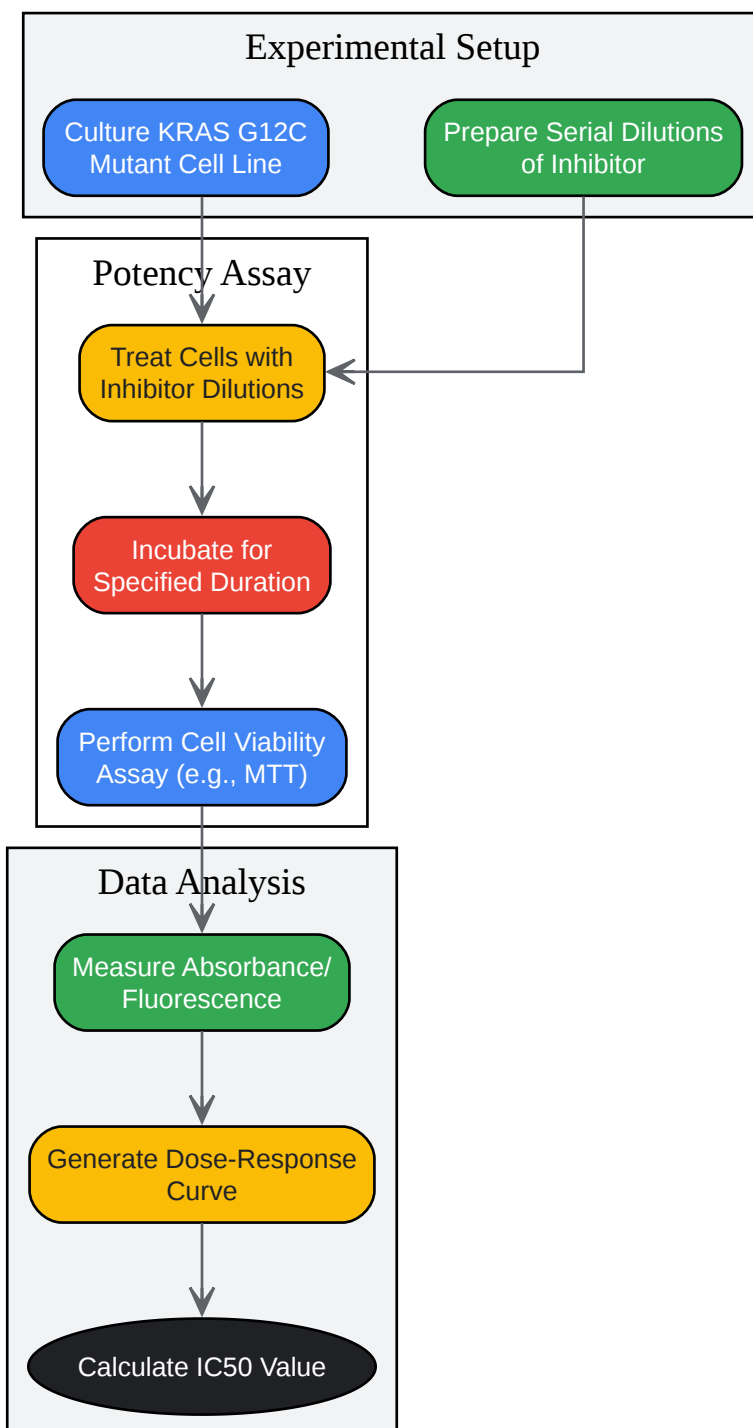 Experimental Setup
Culture KRAS G12C
Mutant Cell Line
Prepare Serial Dilutions
of Inhibitor
Potency Assay
Treat Cells with
Inhibitor Dilutions
Incubate for
Specified Duration
Perform Cell Viability
Assay (e.g., MTT)
Data Analysis
Measure Absorbance/
Fluorescence
Generate Dose-Response
Curve
Calculate IC50 Value